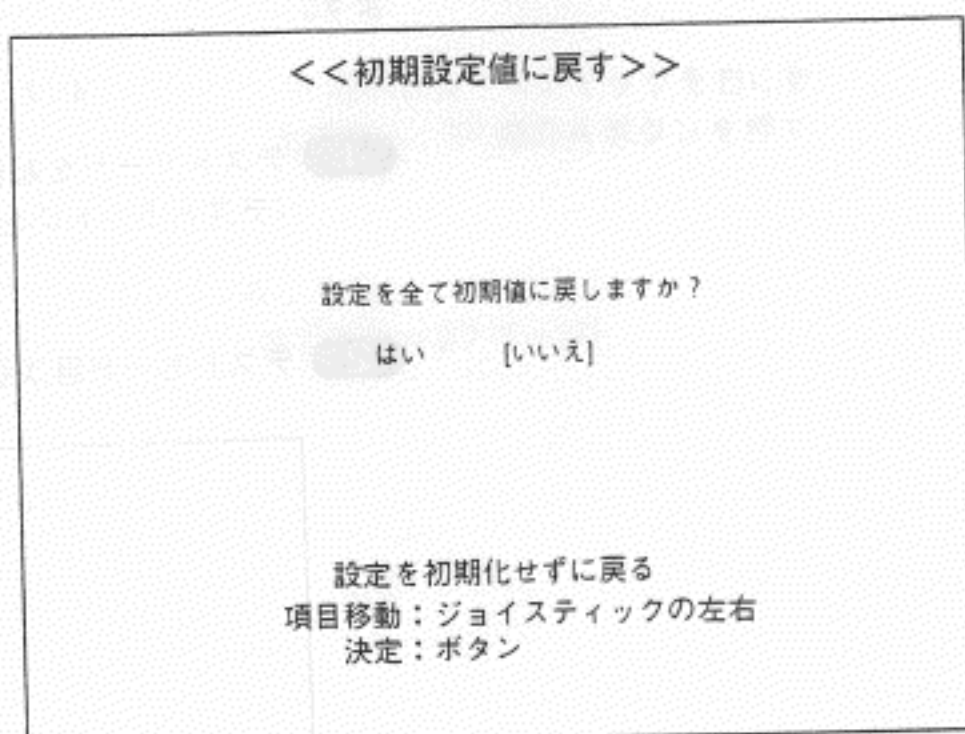 <<初期設定値に戻す>>
設定を全て初期値に戻しますか?
はい [いいえ]
設定を初期化せずに戻る
項目移動:ジョイスティックの左右
決定:ボタン